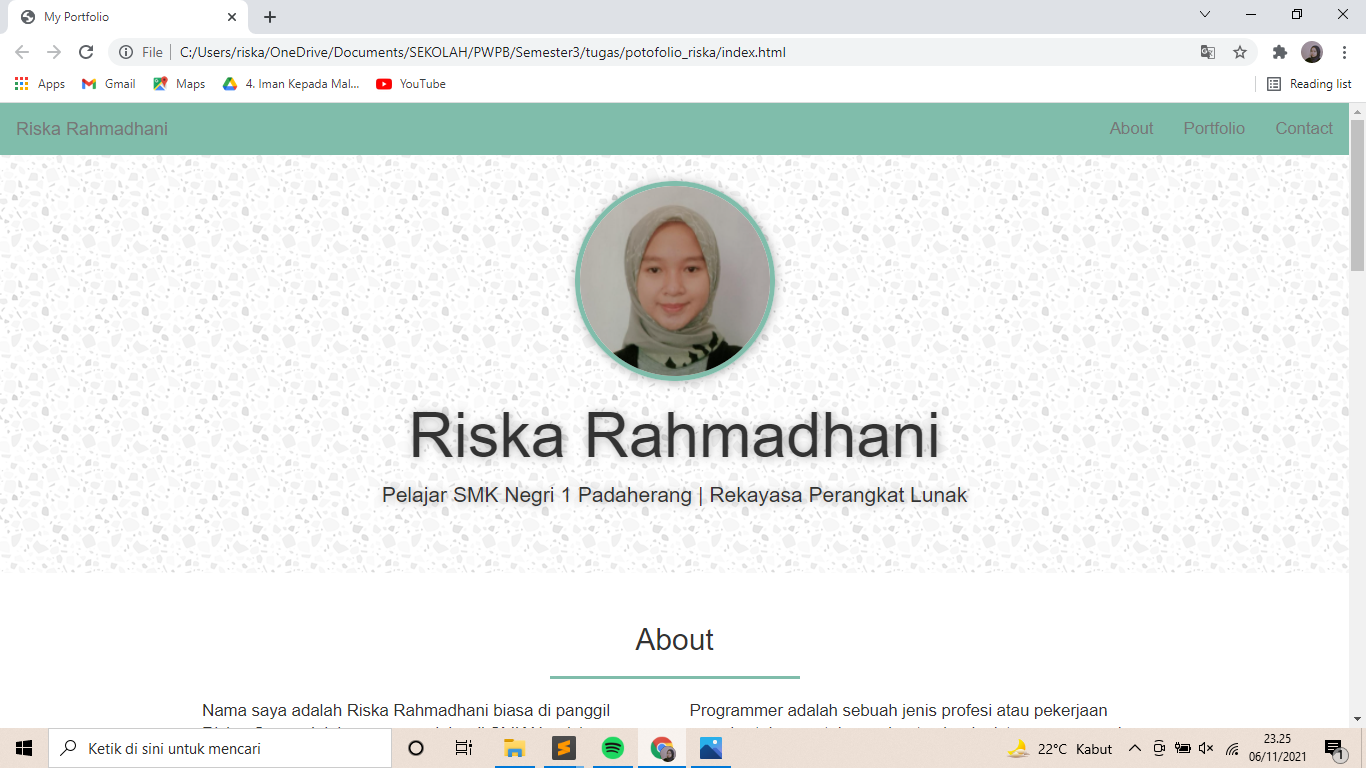 My Portfolio
File
C:/Users/riska/OneDrive/Documents/SEKOLAH/PWPB/Semester3/tugas/potofolio_riska/index.html
Apps
Gmail
Maps
4. Iman Kepada Mal...
YouTube
Reading list
Riska Rahmadhani
About
Portfolio
Contact
Riska Rahmadhani
Pelajar SMK Negri 1 Padaherang | Rekayasa Perangkat Lunak
About
Nama saya adalah Riska Rahmadhani biasa di panggil
Programmer adalah sebuah jenis profesi atau pekerjaan
Ketik di sini untuk mencari
22°C Kabut
23.25
06/11/2021
1